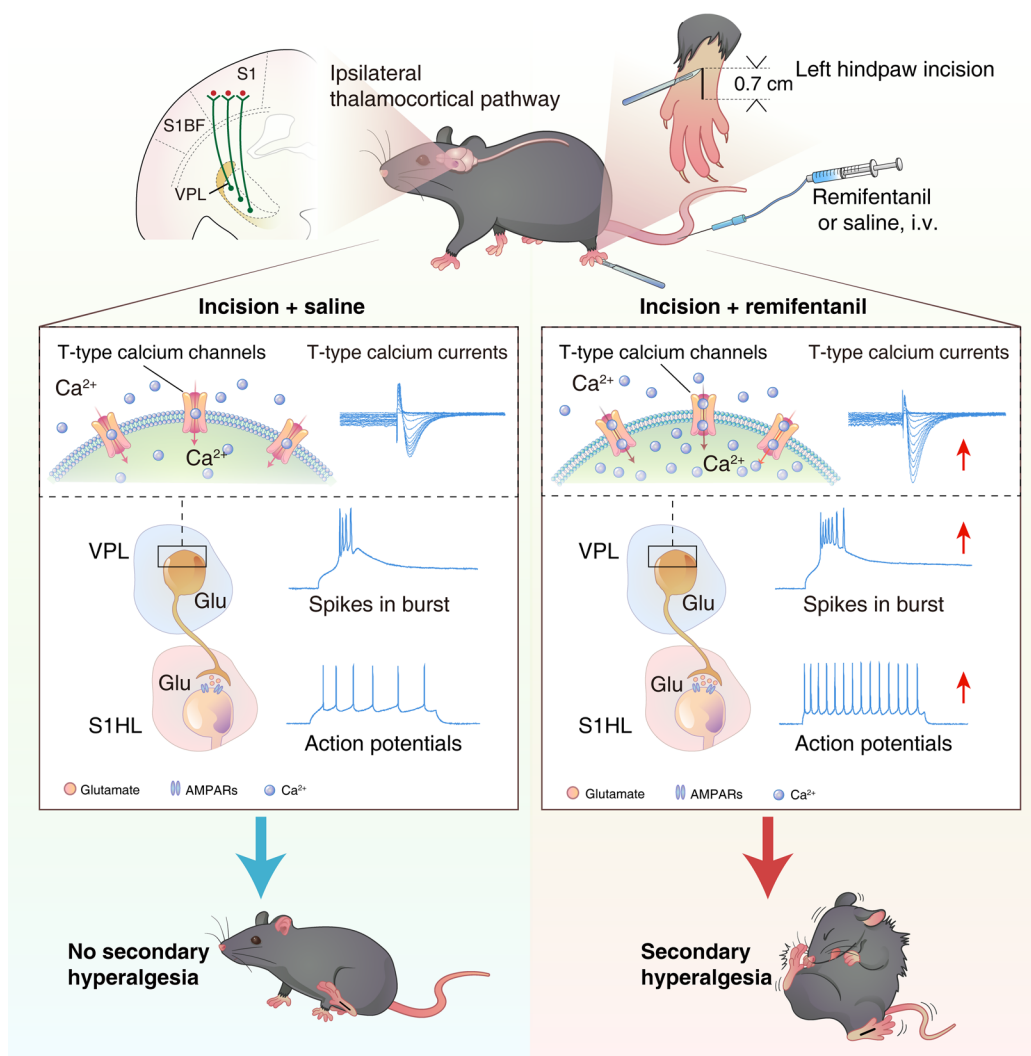 S1
S1BF
VPL
Ipsilateral
thalamocortical pathway
0.7 cm
Left hindpaw incision
Remifentanil
or saline, i.v.
Incision + saline
T-type calcium channels
T-type calcium currents
Ca2+
Ca2+
VPL
Glu
Spikes in burst
Glu
S1HL
Action potentials
Glutamate
AMPARs
Ca2+
No secondary
hyperalgesia
Incision + remifentanil
T-type calcium channels
T-type calcium currents
Ca2+
Ca2+
VPL
Glu
Spikes in burst
Glu
S1HL
Action potentials
Glutamate
AMPARs
Ca2+
Secondary
hyperalgesia